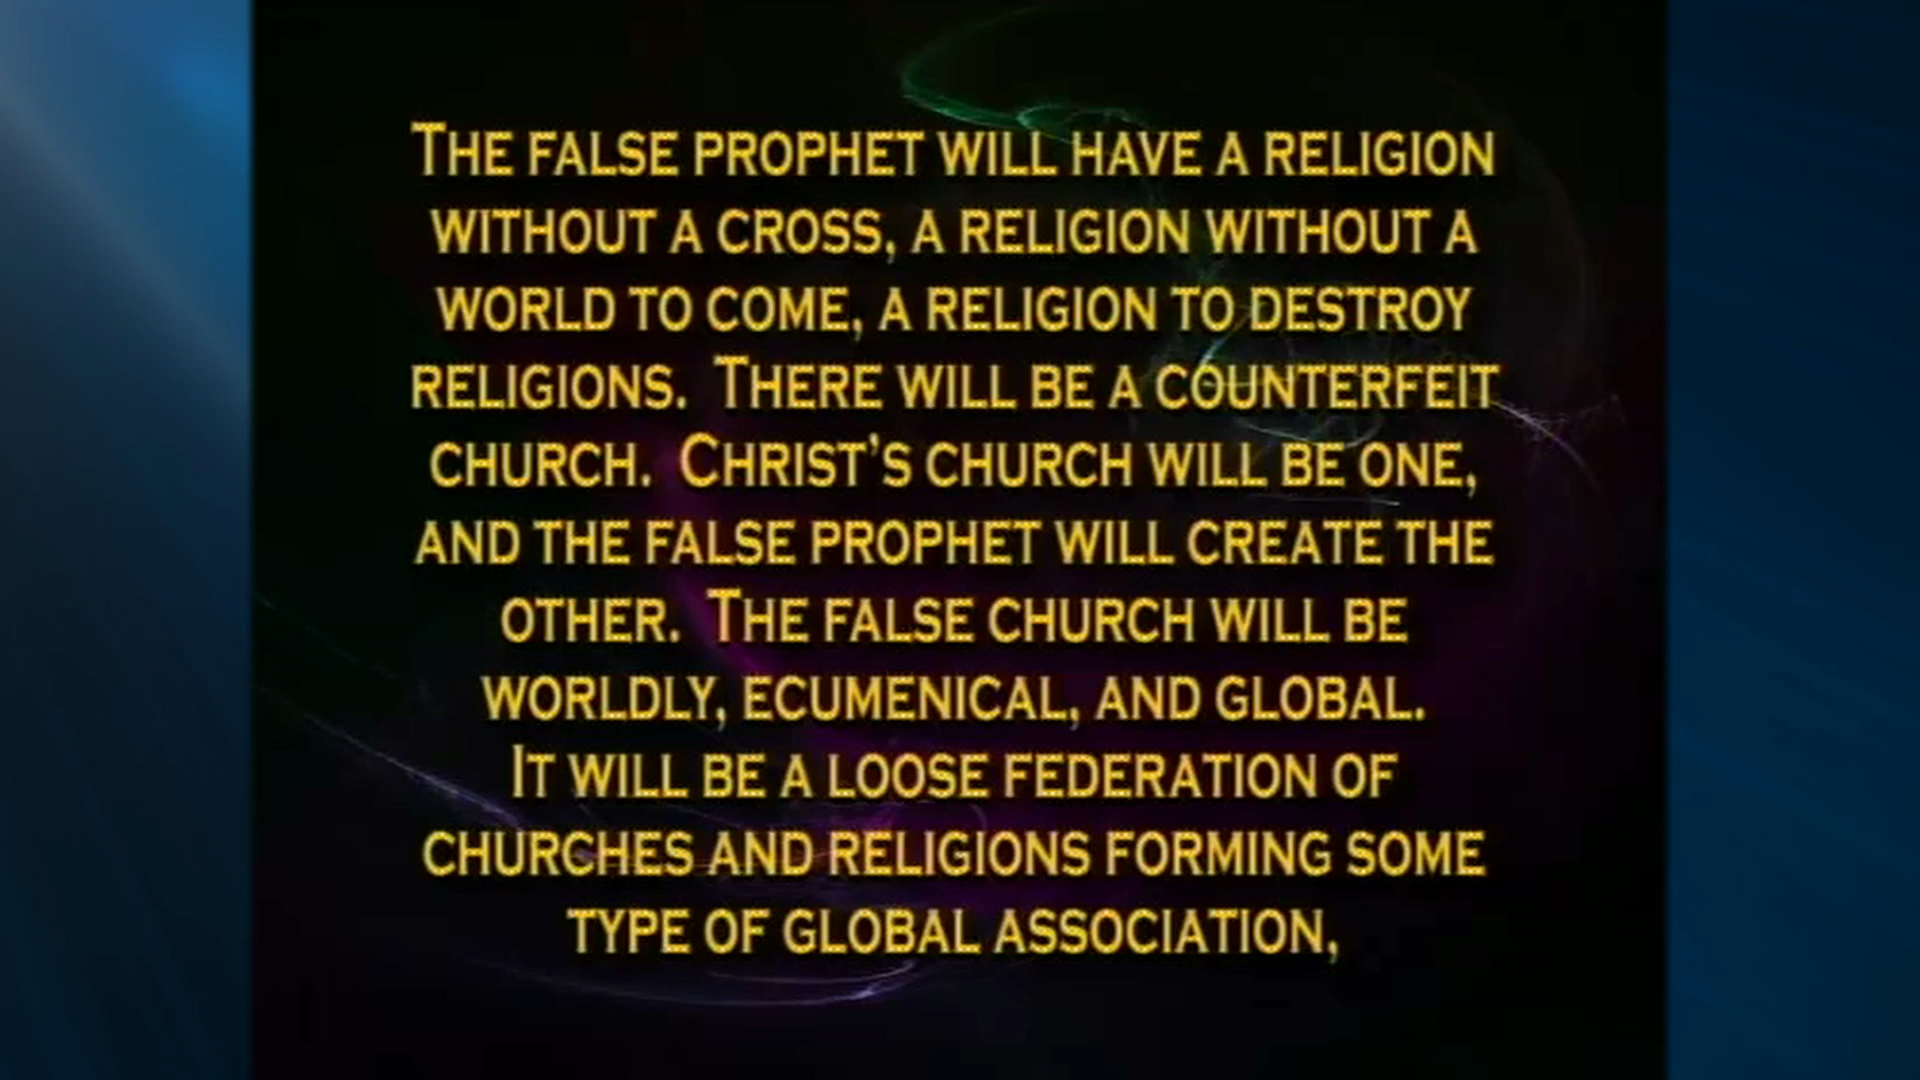 The false prophet will have a religion
without a cross, a religion without a
world to come, a religion to destroy
religions. There will be a counterfeit
church. Christ's church will be one,
and the false prophet will create the
other. The false church will be
worldly, ecumenical, and global.
It will be a loose federation of
churches and religions forming some
type of global association,